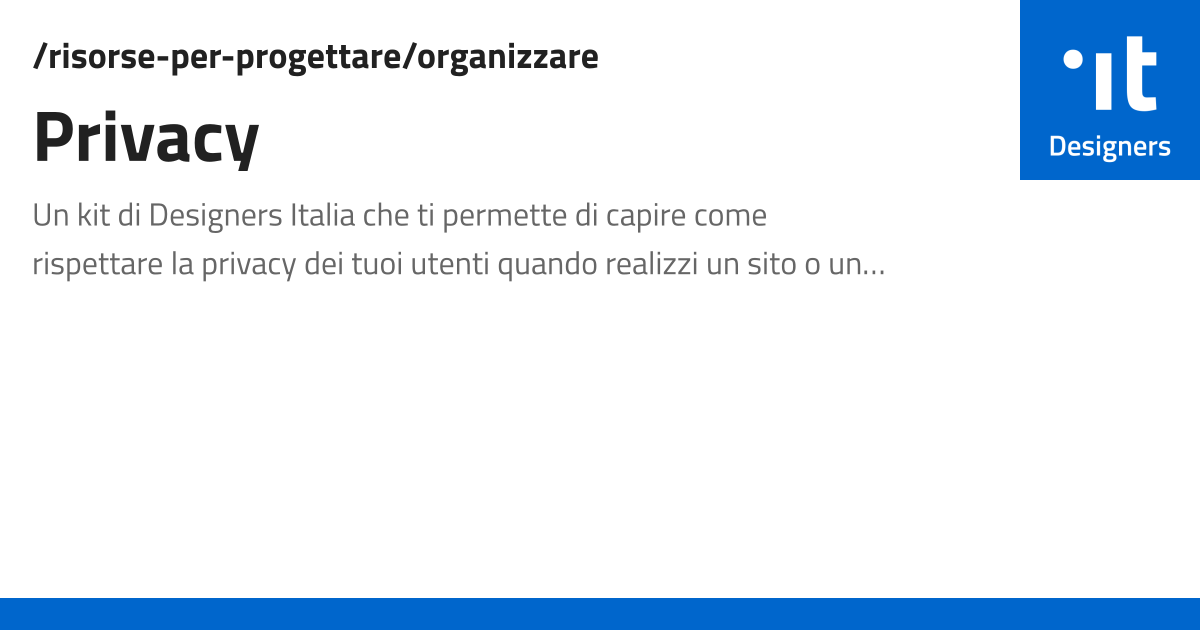 /risorse-per-progettare/organizzare
Privacy
Un kit di Designers Italia che ti permette di capire come
rispettare la privacy dei tuoi utenti quando realizzi un sito o un…
it
Designers